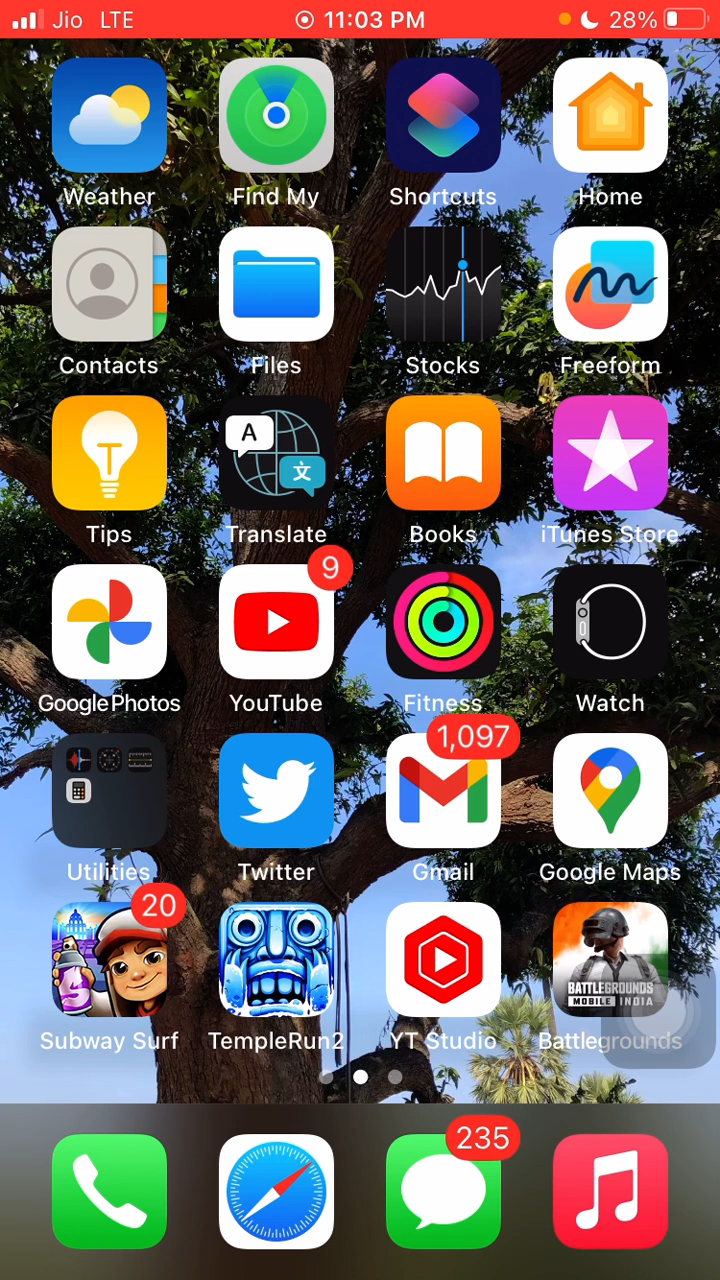 Jio LTE 11:03 PM 28%
Weather Find My Shortcuts Home
Contacts Files Stocks Freeform
A 文
Tips Translate Books iTunes Store
9
Google Photos YouTube Fitness Watch
1,097
Utilities Twitter Gmail Google Maps
20
BATTLEGROUNDS
MOBILE INDIA
Subway Surf TempleRun2 YT Studio Battlegrounds
235